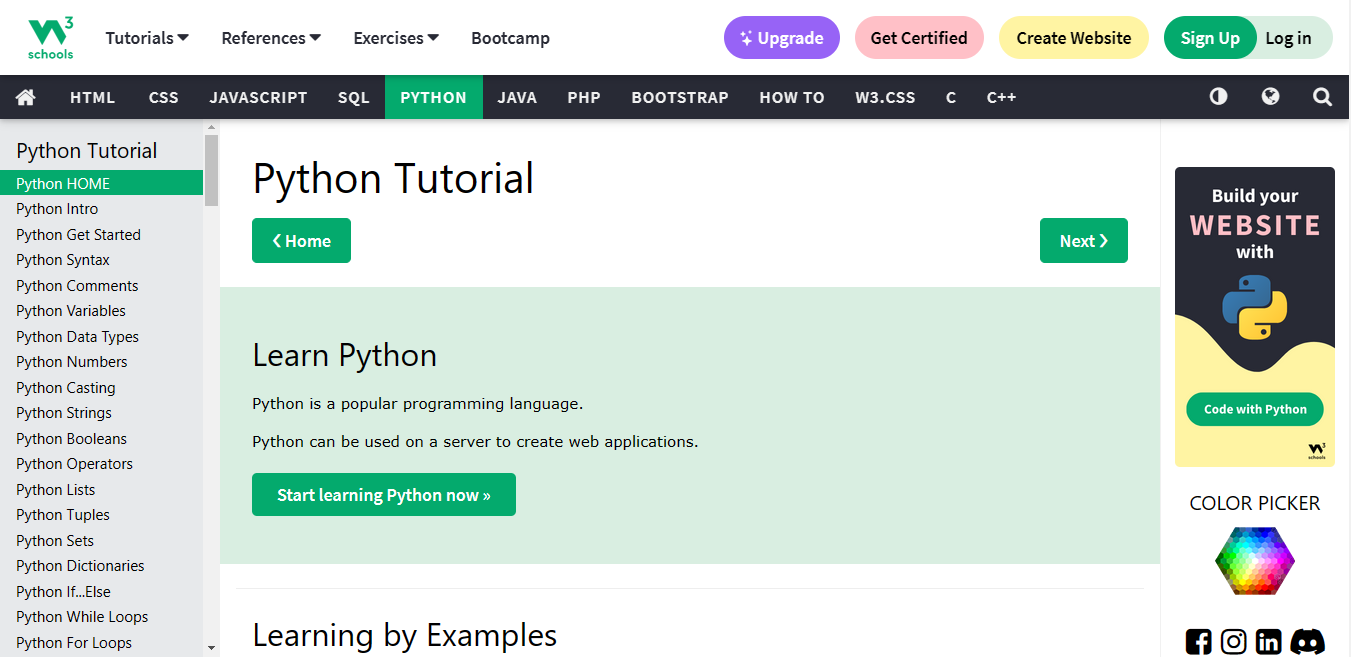 3
schools
Tutorials
References
Exercises
Bootcamp
Upgrade
Get Certified
Create Website
Sign Up
Log in
HTML
CSS
JAVASCRIPT
SQL
PYTHON
JAVA
PHP
BOOTSTRAP
HOW TO
W3.CSS
C
C++
Python Tutorial
Python HOME
Python Intro
Python Get Started
Python Syntax
Python Comments
Python Variables
Python Data Types
Python Numbers
Python Casting
Python Strings
Python Booleans
Python Operators
Python Lists
Python Tuples
Python Sets
Python Dictionaries
Python If...Else
Python While Loops
Python For Loops
Python Tutorial
❮ Home
Next ❯
Learn Python
Python is a popular programming language.
Python can be used on a server to create web applications.
Start learning Python now »
Learning by Examples
Build your
WEBSITE
with
Code with Python
W3
schools
COLOR PICKER